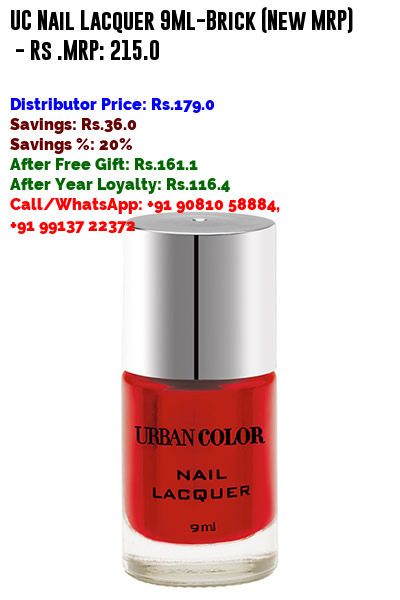 UC Nail Lacquer 9Ml-Brick (New MRP)
- Rs .MRP: 215.0
Distributor Price: Rs.179.0
Savings: Rs.36.0
Savings %: 20%
After Free Gift: Rs.161.1
After Year Loyalty: Rs.116.4
Call/WhatsApp: +91 90810 58884,
+91 99137 22372
URBAN COLOR
NAIL
LACQUER
9ml